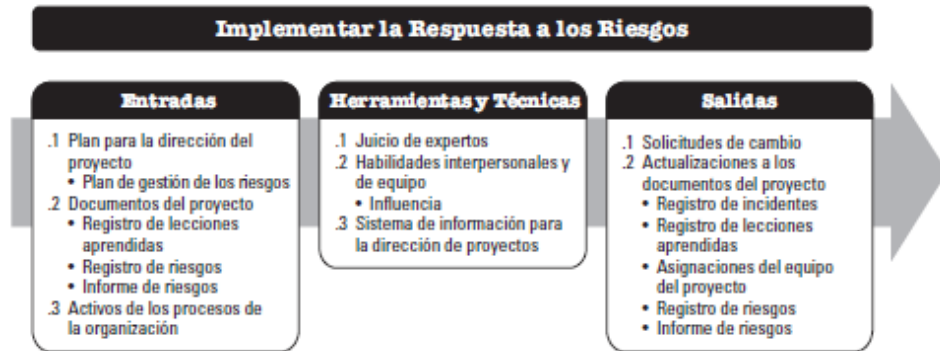 Implementar la Respuesta a los Riesgos
Entradas
.1 Plan para la dirección del
proyecto
• Plan de gestión de los riesgos
.2 Documentos del proyecto
• Registro de lecciones
aprendidas
• Registro de riesgos
• Informe de riesgos
.3 Activos de los procesos de
la organización
Herramientas y Técnicas
.1 Juicio de expertos
.2 Habilidades interpersonales y
de equipo
• Influencia
.3 Sistema de información para
la dirección de proyectos
Salidas
.1 Solicitudes de cambio
.2 Actualizaciones a los
documentos del proyecto
• Registro de incidentes
• Registro de lecciones
aprendidas
• Asignaciones del equipo
del proyecto
• Registro de riesgos
• Informe de riesgos